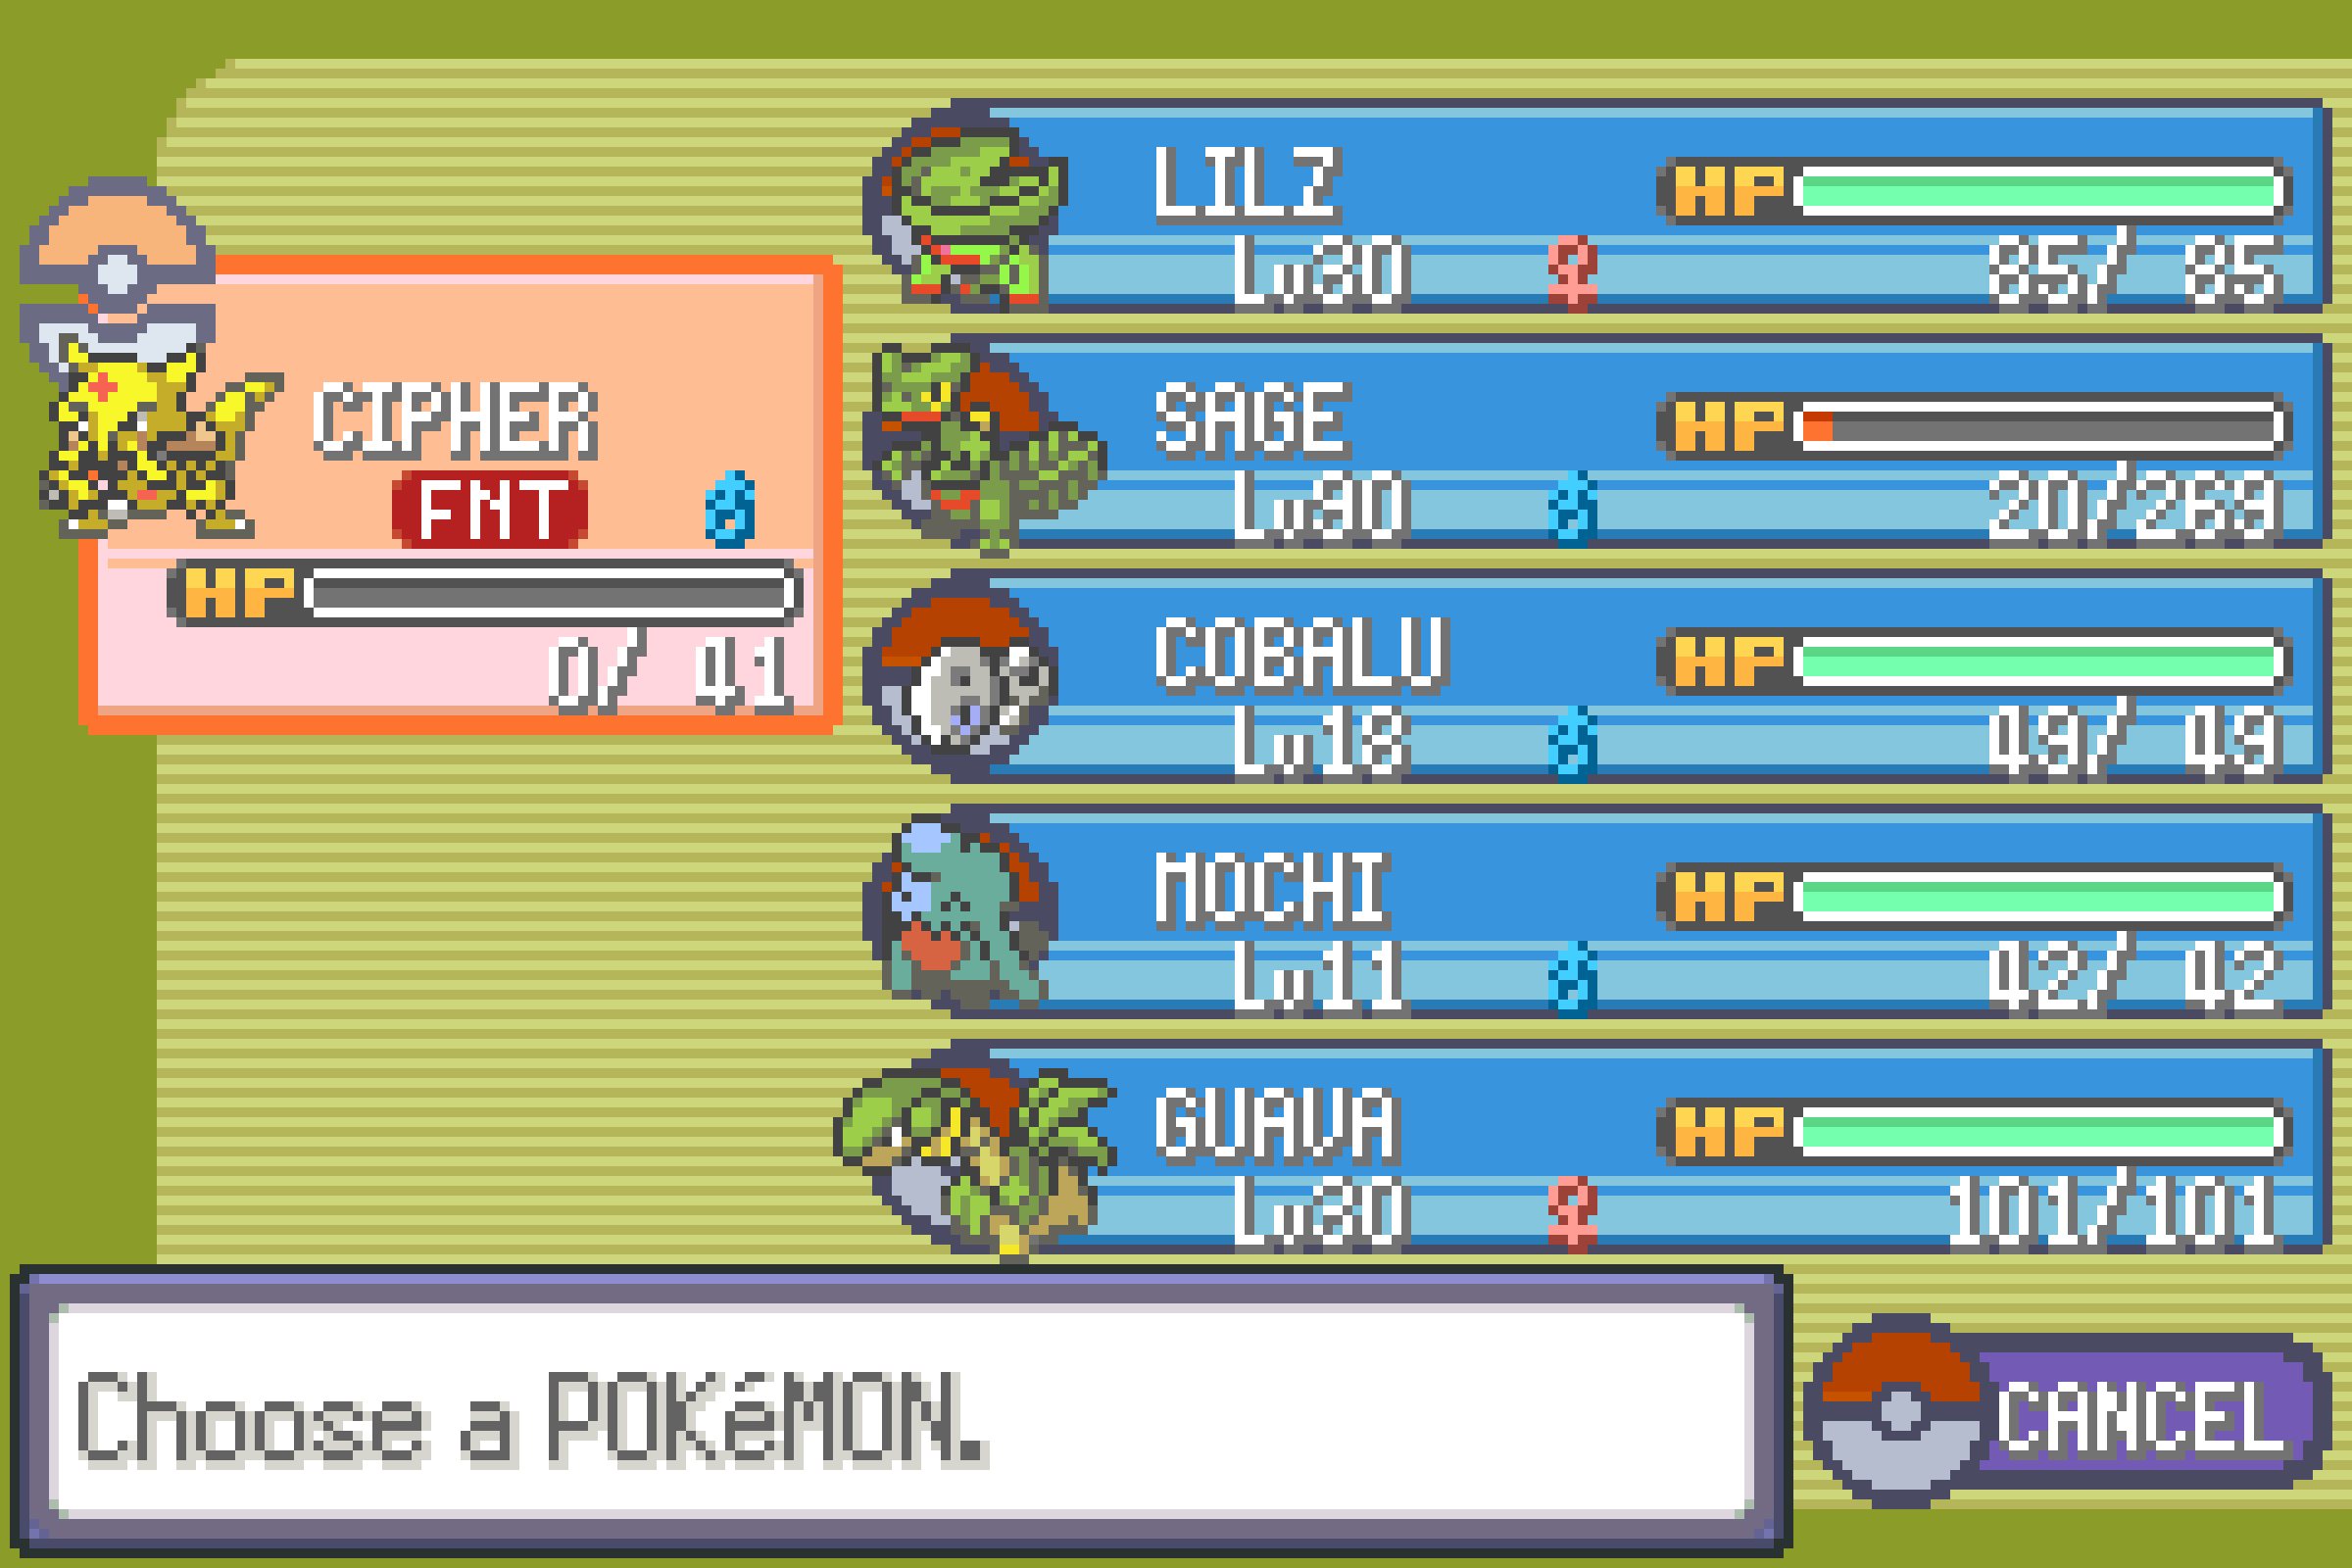 CIPHER
FNT ♂
HP
0/ 41
LILZ HP
Lv30 ♀ 85/ 85
SAGE HP
Lv90 ♂ 20/269
COBALU HP
Lv18 ♂ 49/ 49
MOCHI HP
Lv11 ♂ 42/ 42
GUAVA HP
Lv30 ♀ 101/101
Choose a POKéMON.
CANCEL